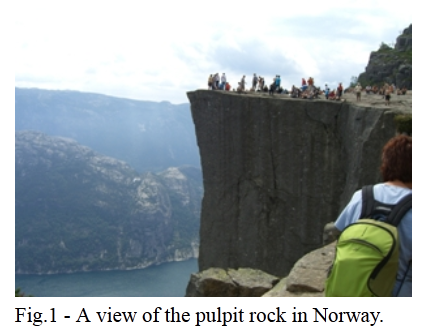 Fig.1 - A view of the pulpit rock in Norway.